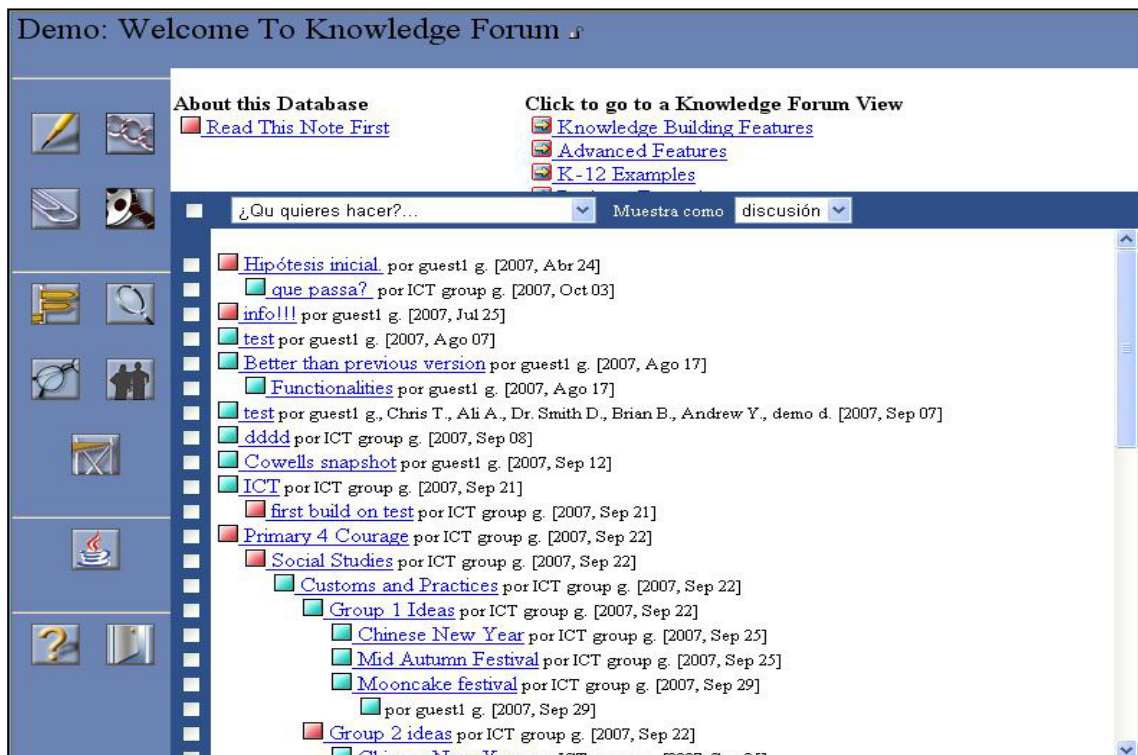 Demo: Welcome To Knowledge Forum
About this Database
Read This Note First
Click to go to a Knowledge Forum View
Knowledge Building Features
Advanced Features
K-12 Examples
¿Qu quieres hacer?...
Muestra como discusión
Hipótesis inicial. por guest1 g. [2007, Abr 24]
que passa? por ICT group g. [2007, Oct 03]
info!!! por guest1 g. [2007, Jul 25]
test por guest1 g. [2007, Ago 07]
Better than previous version por guest1 g. [2007, Ago 17]
Functionalities por guest1 g. [2007, Ago 17]
test por guest1 g., Chris T., Ali A., Dr. Smith D., Brian B., Andrew Y., demo d. [2007, Sep 07]
dddd por ICT group g. [2007, Sep 08]
Cowells snapshot por guest1 g. [2007, Sep 12]
ICT por ICT group g. [2007, Sep 21]
first build on test por ICT group g. [2007, Sep 21]
Primary 4 Courage por ICT group g. [2007, Sep 22]
Social Studies por ICT group g. [2007, Sep 22]
Customs and Practices por ICT group g. [2007, Sep 22]
Group 1 Ideas por ICT group g. [2007, Sep 22]
Chinese New Year por ICT group g. [2007, Sep 25]
Mid Autumn Festival por ICT group g. [2007, Sep 25]
Mooncake festival por ICT group g. [2007, Sep 29]
por guest1 g. [2007, Sep 29]
Group 2 ideas por ICT group g. [2007, Sep 22]